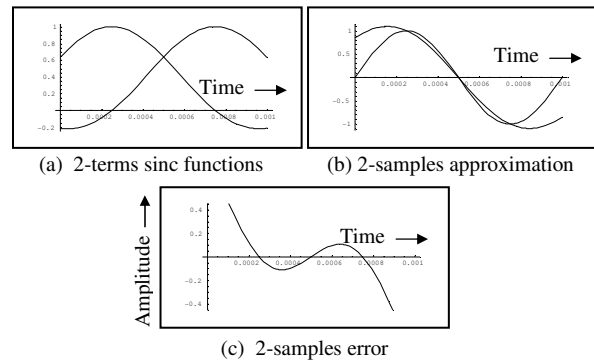 1
0.8
0.6
0.4
0.2
-0.2
0.0002 0.0004 0.0006 0.0008 0.001
Time
(a) 2-terms sinc functions
1
0.5
-0.5
-1
0.0002 0.0004 0.0006 0.0008 0.001
Time
(b) 2-samples approximation
Amplitude
0.4
0.2
-0.2
-0.4
0.0002 0.0004 0.0006 0.0008 0.001
Time
(c) 2-samples error